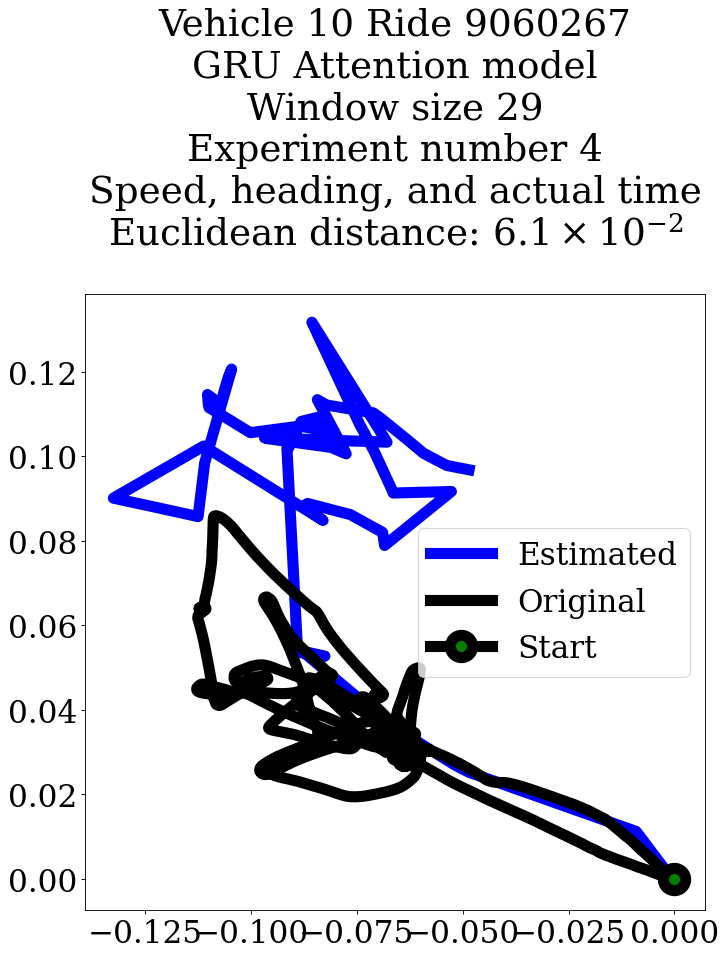 Vehicle 10 Ride 9060267
GRU Attention model
Window size 29
Experiment number 4
Speed, heading, and actual time
Euclidean distance: 6.1 × 10⁻²
0.12
0.10
0.08
0.06
0.04
0.02
0.00
Estimated
Original
Start
−0.125 −0.100 −0.075 −0.050 −0.025 0.000